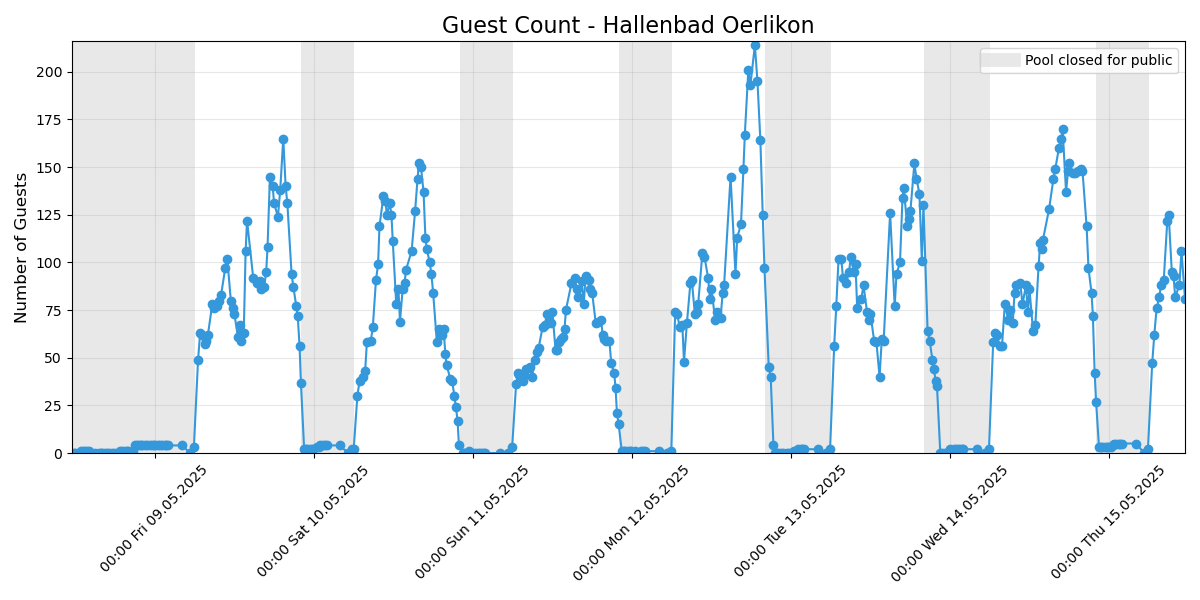 Guest Count - Hallenbad Oerlikon
Pool closed for public
Number of Guests
200
175
150
125
100
75
50
25
0
00:00 Fri 09.05.2025
00:00 Sat 10.05.2025
00:00 Sun 11.05.2025
00:00 Mon 12.05.2025
00:00 Tue 13.05.2025
00:00 Wed 14.05.2025
00:00 Thu 15.05.2025